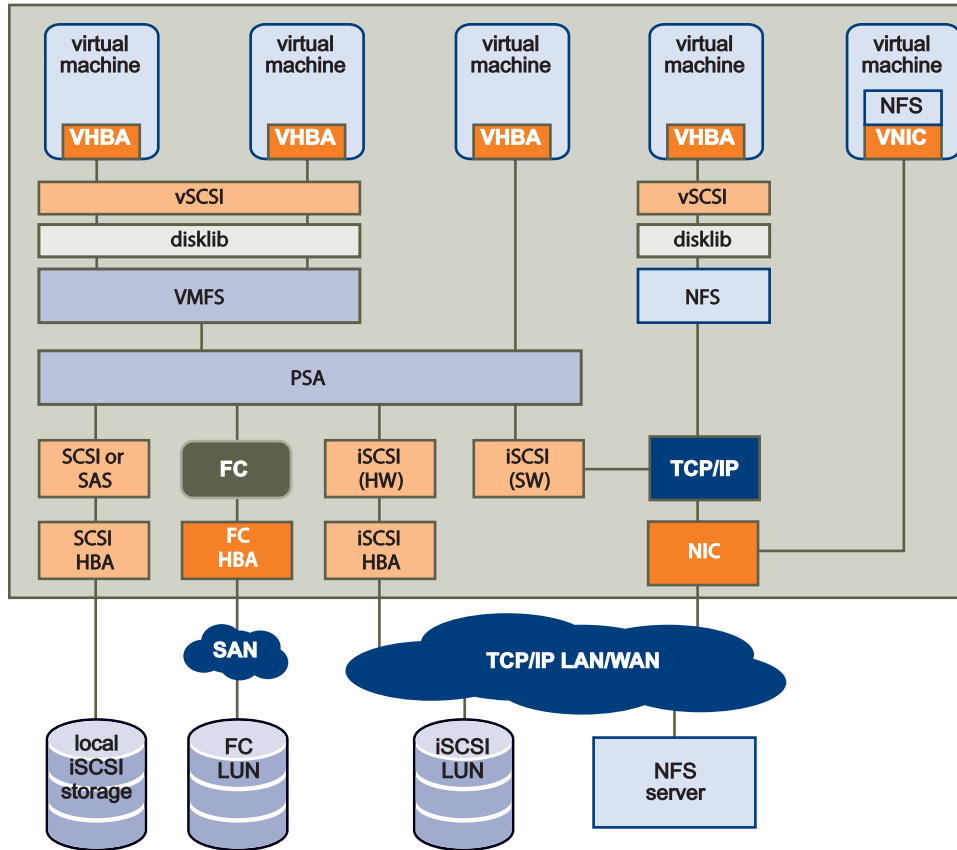 virtual
machine
virtual
machine
virtual
machine
virtual
machine
virtual
machine
NFS
VHBA
VHBA
VHBA
VHBA
VNIC
vSCSI
vSCSI
disklib
disklib
VMFS
NFS
PSA
SCSI or
SAS
FC
iSCSI
(HW)
iSCSI
(SW)
TCP/IP
SCSI
HBA
FC
HBA
iSCSI
HBA
NIC
SAN
TCP/IP LAN/WAN
local
iSCSI
storage
FC
LUN
iSCSI
LUN
NFS
server